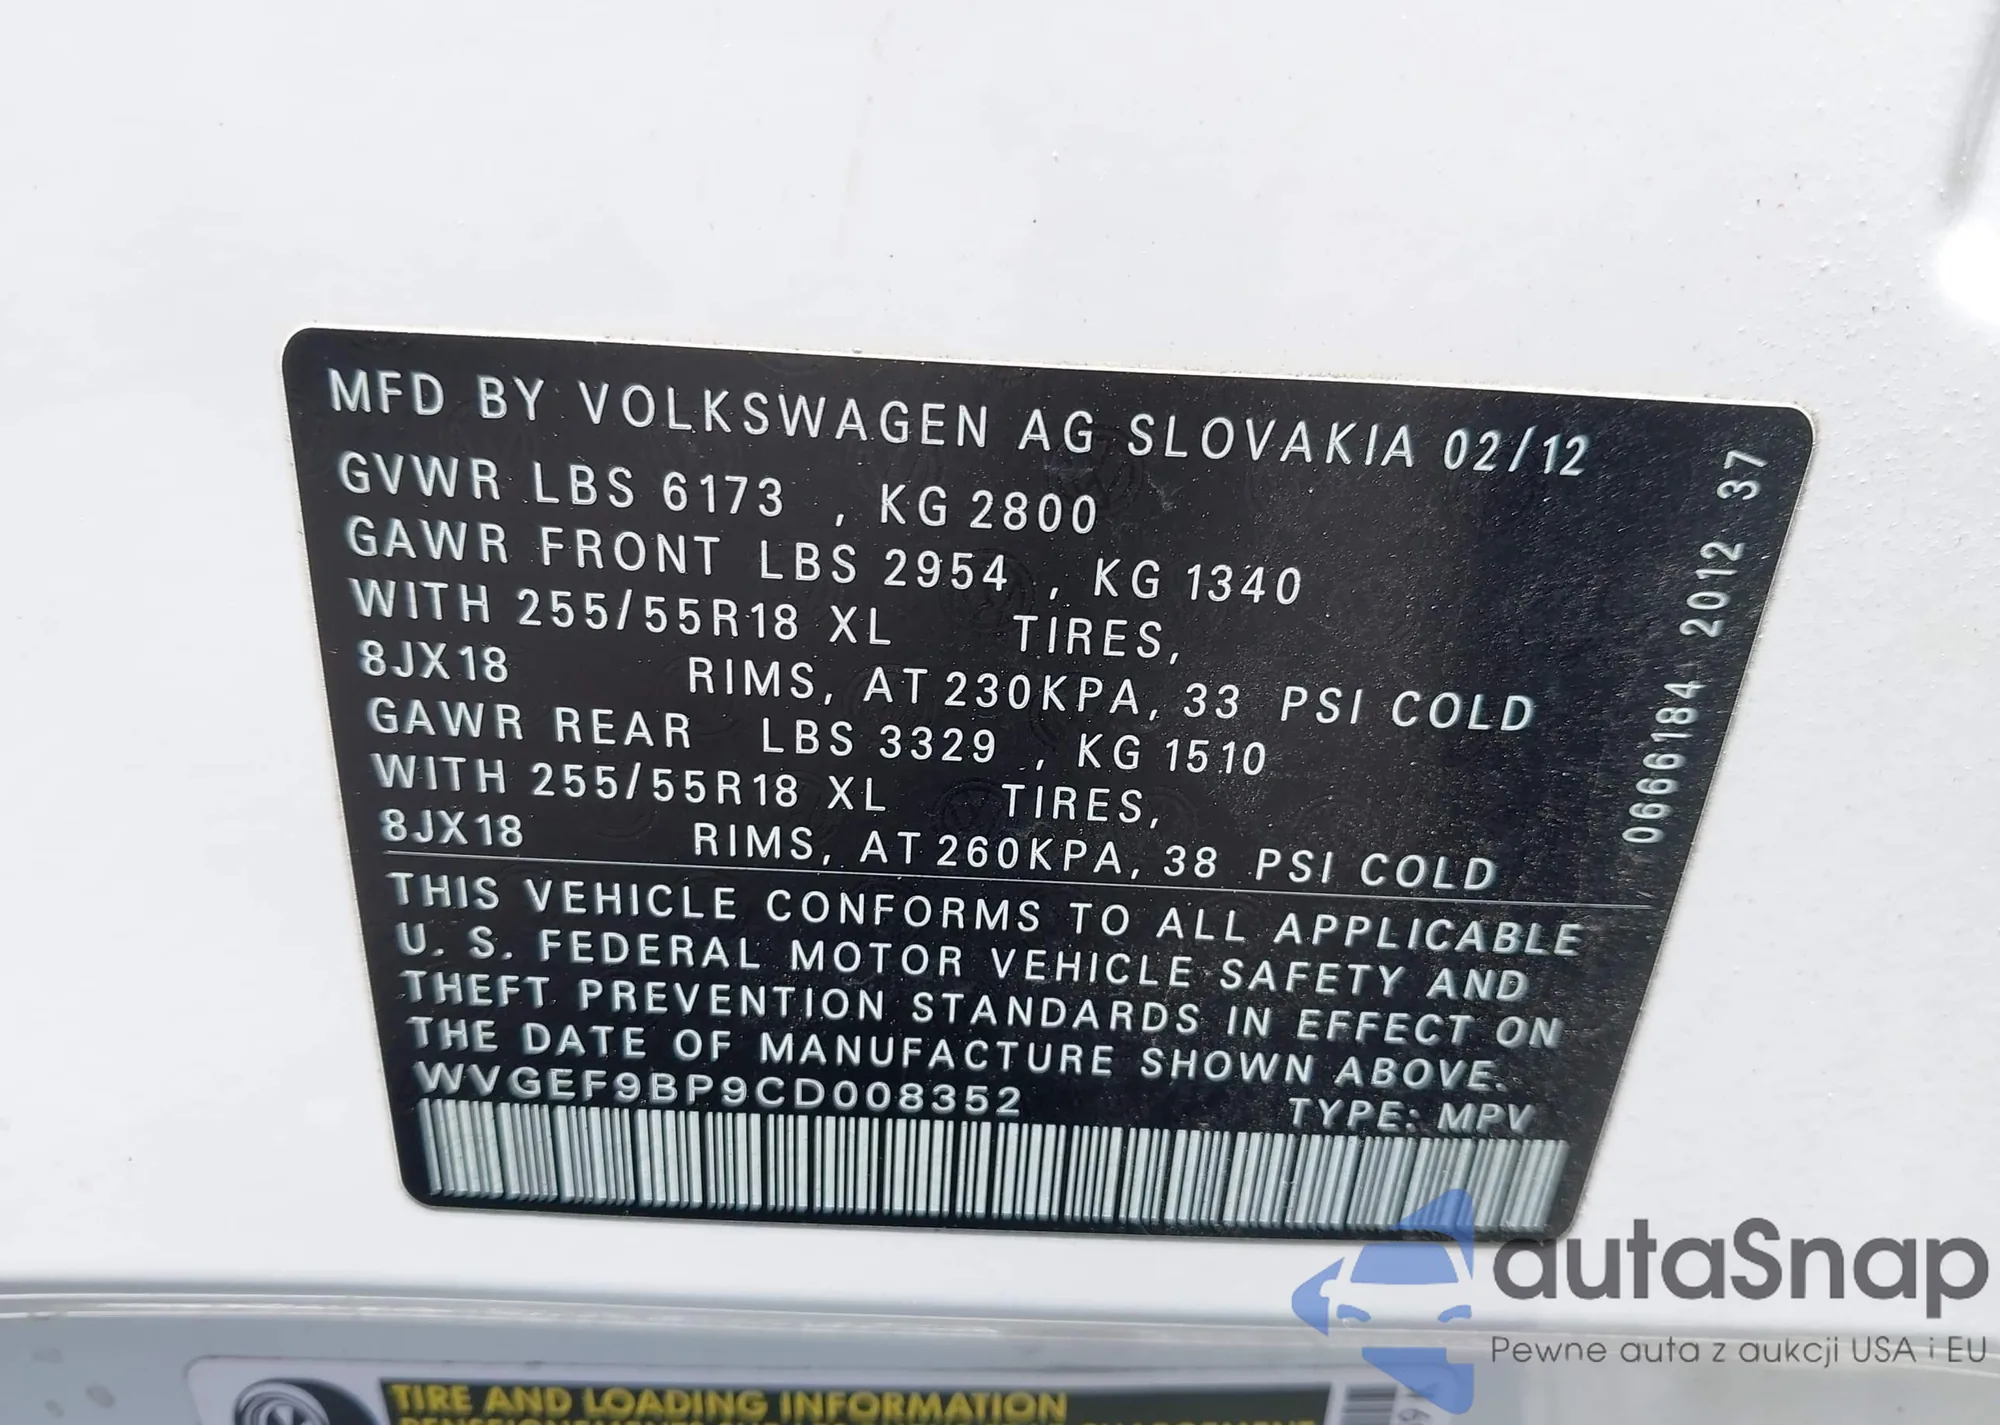 MFD BY VOLKSWAGEN AG SLOVAKIA 02/12
GVWR LBS 6173 , KG 2800
GAWR FRONT LBS 2954 , KG 1340
WITH 255/55R18 XL TIRES,
8JX18 RIMS, AT 230KPA, 33 PSI COLD
GAWR REAR LBS 3329 , KG 1510
WITH 255/55R18 XL TIRES,
8JX18 RIMS, AT 260KPA, 38 PSI COLD
THIS VEHICLE CONFORMS TO ALL APPLICABLE
U. S. FEDERAL MOTOR VEHICLE SAFETY AND
THEFT PREVENTION STANDARDS IN EFFECT ON
THE DATE OF MANUFACTURE SHOWN ABOVE.
WVGEF9BP9CD008352 TYPE: MPV
0666184 2012 37
autaSnap
Pewne auta z aukcji USA i EU
TIRE AND LOADING INFORMATION